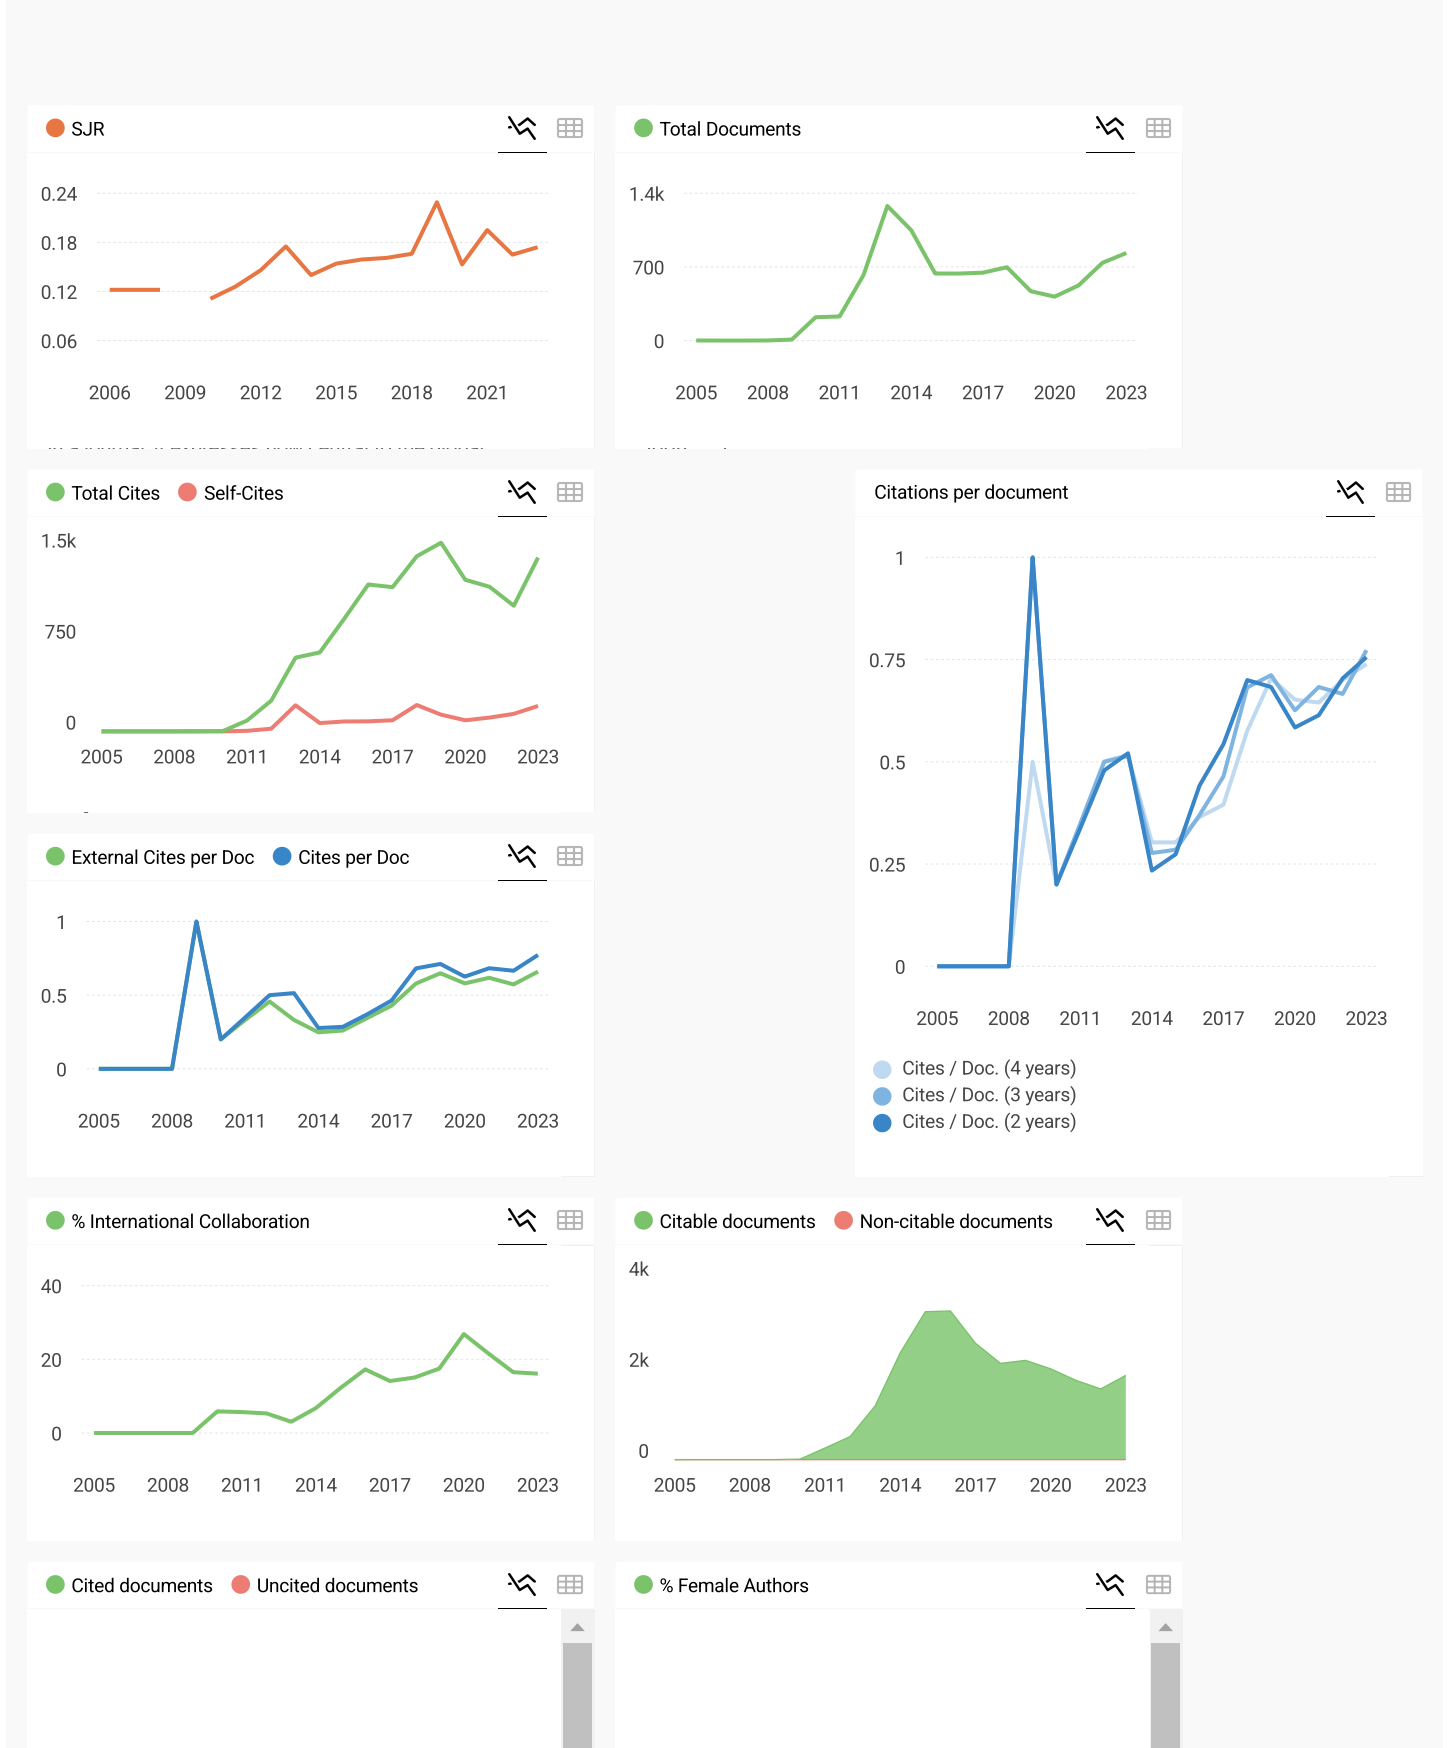 SJR
0.24
0.18
0.12
0.06
2006 2009 2012 2015 2018 2021
Total Documents
1.4k
700
0
2005 2008 2011 2014 2017 2020 2023
Total Cites Self-Cites
1.5k
750
0
2005 2008 2011 2014 2017 2020 2023
Citations per document
1
0.75
0.5
0.25
0
2005 2008 2011 2014 2017 2020 2023
Cites / Doc. (4 years)
Cites / Doc. (3 years)
Cites / Doc. (2 years)
External Cites per Doc Cites per Doc
1
0.5
0
2005 2008 2011 2014 2017 2020 2023
% International Collaboration
40
20
0
2005 2008 2011 2014 2017 2020 2023
Citable documents Non-citable documents
4k
2k
0
2005 2008 2011 2014 2017 2020 2023
Cited documents Uncited documents
% Female Authors